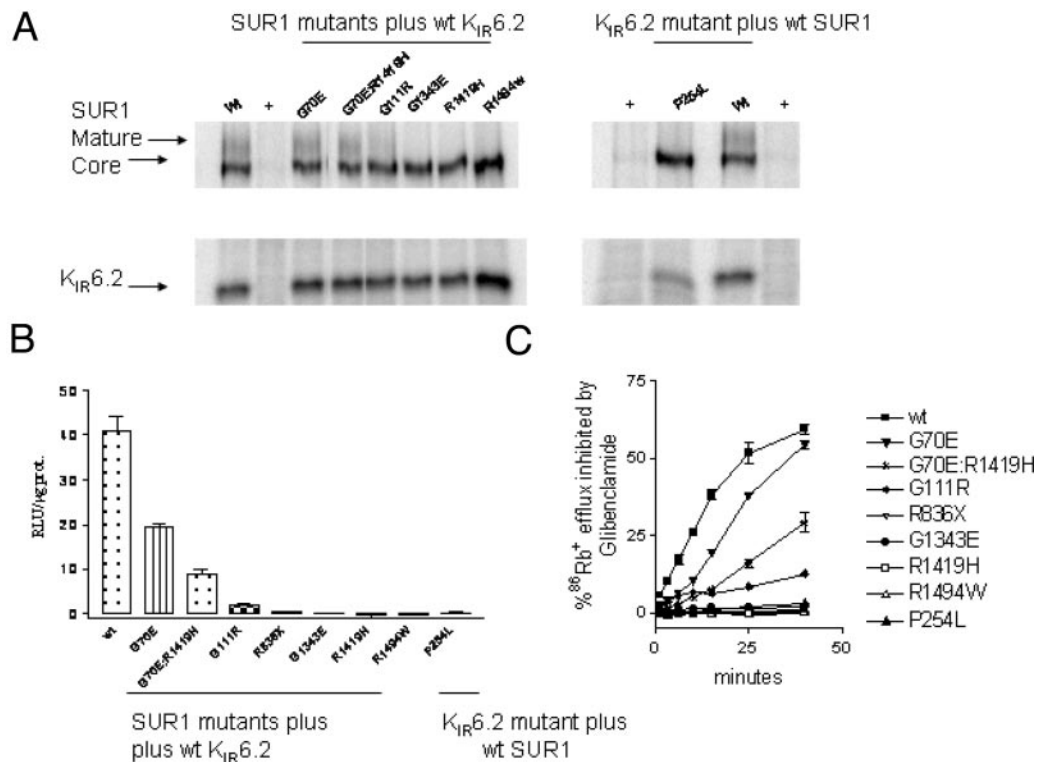 A
SUR1 mutants plus wt KIR6.2
KIR6.2 mutant plus wt SUR1
Wt + G70E G70E:R1419H G111R G1343E R1419H R1494W
+ P254L Wt +
SUR1
Mature
Core
KIR6.2
B
RLU/µg prot.
50
40
30
20
10
0
wt G70E G70E:R1419H G111R R836X G1343E R1419H R1494W P254L
SUR1 mutants plus
plus wt KIR6.2
KIR6.2 mutant plus
wt SUR1
C
%86Rb+ efflux inhibited by
Glibenclamide
75
50
25
0
0 25 50
minutes
wt
G70E
G70E:R1419H
G111R
R836X
G1343E
R1419H
R1494W
P254L